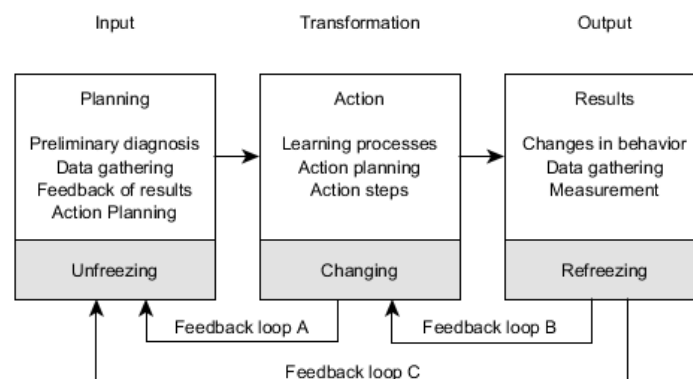 Input
Transformation
Output
Planning
Preliminary diagnosis
Data gathering
Feedback of results
Action Planning
Unfreezing
Action
Learning processes
Action planning
Action steps
Changing
Results
Changes in behavior
Data gathering
Measurement
Refreezing
Feedback loop A
Feedback loop B
Feedback loop C